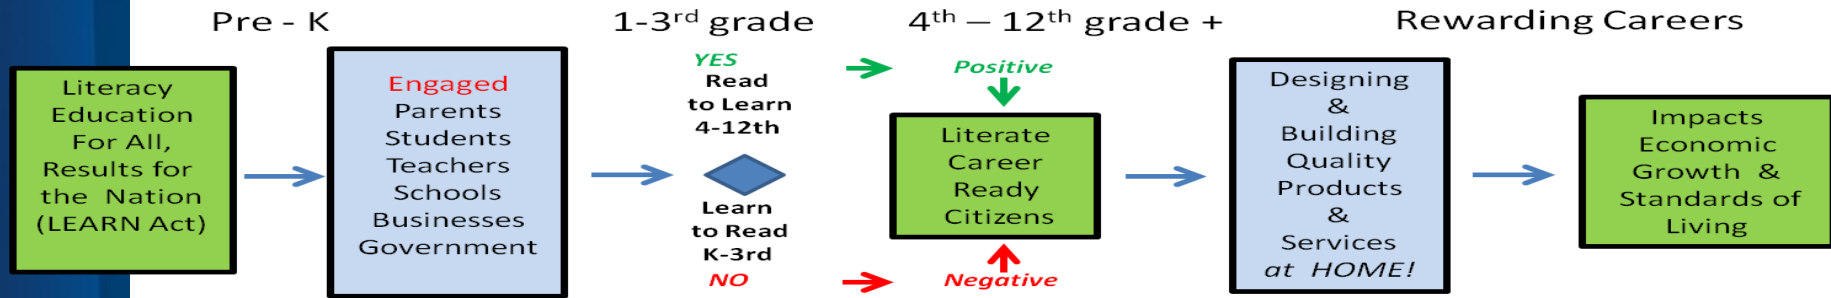 Pre - K
1-3rd grade
4th – 12th grade +
Rewarding Careers
Literacy
Education
For All,
Results for
the Nation
(LEARN Act)
Engaged
Parents
Students
Teachers
Schools
Businesses
Government
YES
Read
to Learn
4-12th
Learn
to Read
K-3rd
NO
Positive
Literate
Career
Ready
Citizens
Negative
Designing
&
Building
Quality
Products
&
Services
at HOME!
Impacts
Economic
Growth &
Standards of
Living